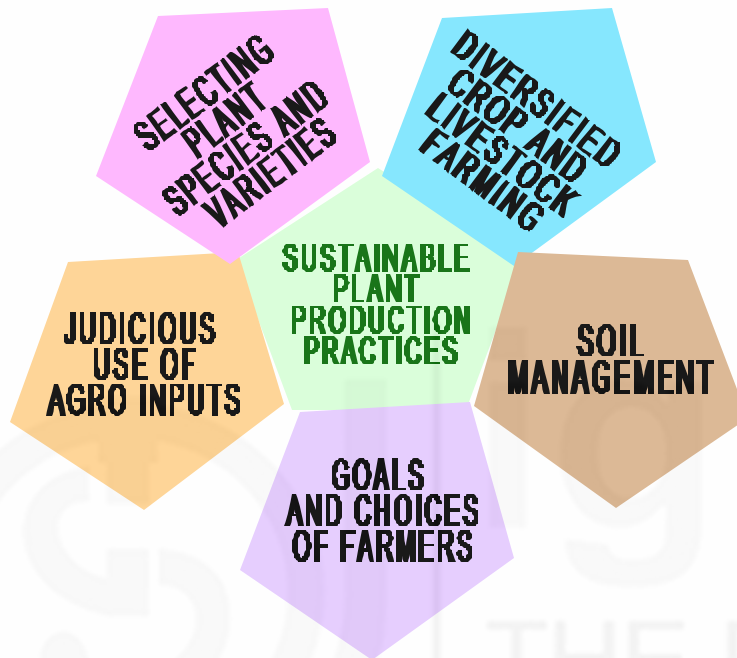 SELECTING
PLANT
SPECIES AND
VARIETIES
DIVERSIFIED
CROP AND
LIVESTOCK
FARMING
SUSTAINABLE
PLANT
PRODUCTION
PRACTICES
JUDICIOUS
USE OF
AGRO INPUTS
SOIL
MANAGEMENT
GOALS
AND CHOICES
OF FARMERS
THE